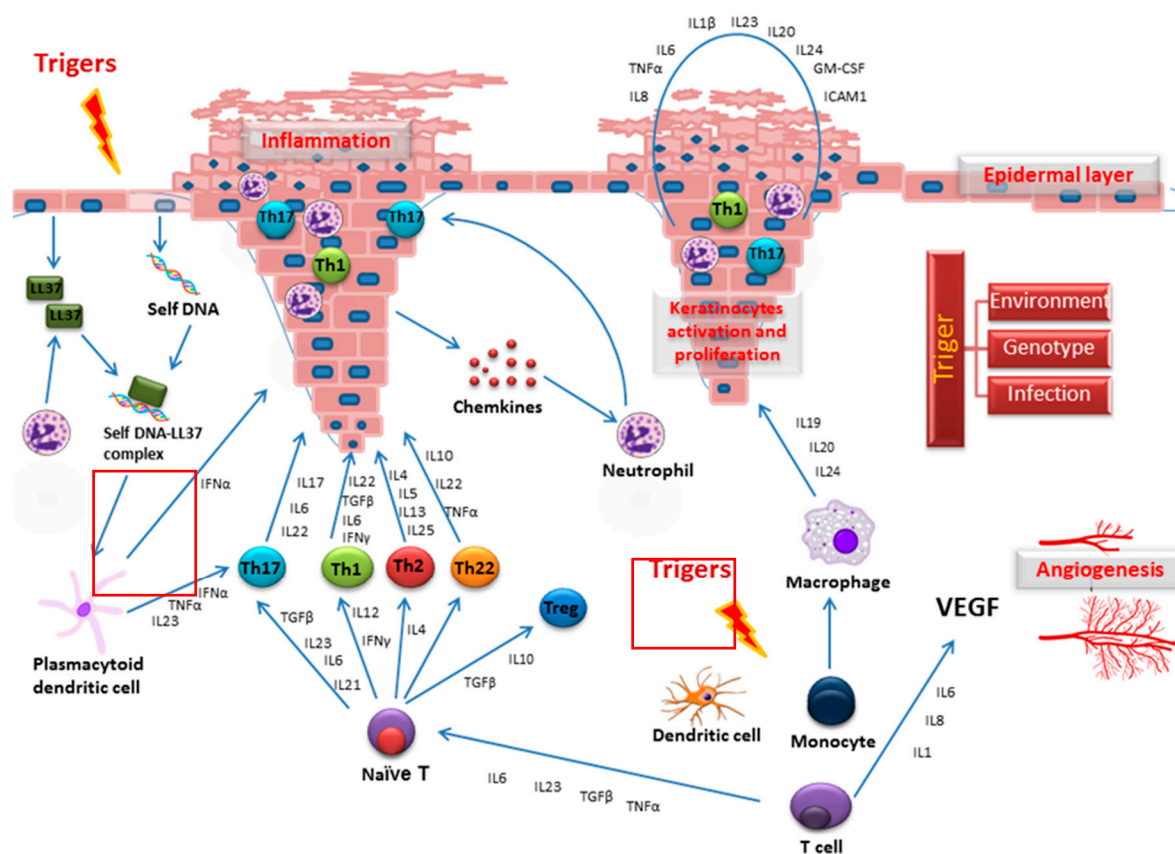 Trigers
Inflammation
IL1β
IL23
IL20
IL6
IL24
TNFα
GM-CSF
IL8
ICAM1
Epidermal layer
Th17
Th17
Th1
Th1
Th17
LL37
LL37
Self DNA
Self DNA-LL37
complex
Chemkines
Neutrophil
Keratinocytes
activation and
proliferation
Triger
Environment
Genotype
Infection
IFNα
IL17
IL6
IL22
IL22
TGFβ
IL6
IFNγ
IL4
IL5
IL13
IL25
IL10
IL22
TNFα
IL19
IL20
IL24
Th17
Th1
Th2
Th22
Treg
IFNα
TNFα
IL23
Plasmacytoid
dendritic cell
TGFβ
IL23
IL6
IL21
IL12
IFNγ
IL4
IL10
TGFβ
Naïve T
IL6
IL23
TGFβ
TNFα
Trigers
Dendritic cell
Macrophage
Monocyte
T cell
VEGF
IL6
IL8
IL1
Angiogenesis